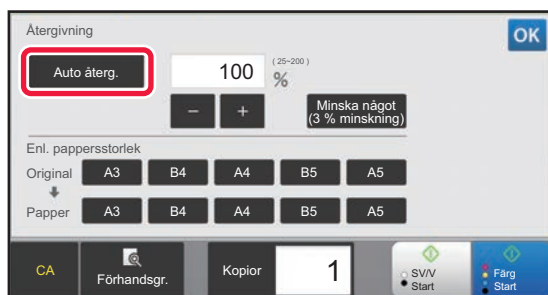 Återgivning
OK
Auto återg.
100
(25~200)
%
−
+
Minska något
(3 % minskning)
Enl. pappersstorlek
Original
A3
B4
A4
B5
A5
Papper
A3
B4
A4
B5
A5
CA
Förhandsgr.
Kopior
1
SV/V
Start
Färg
Start